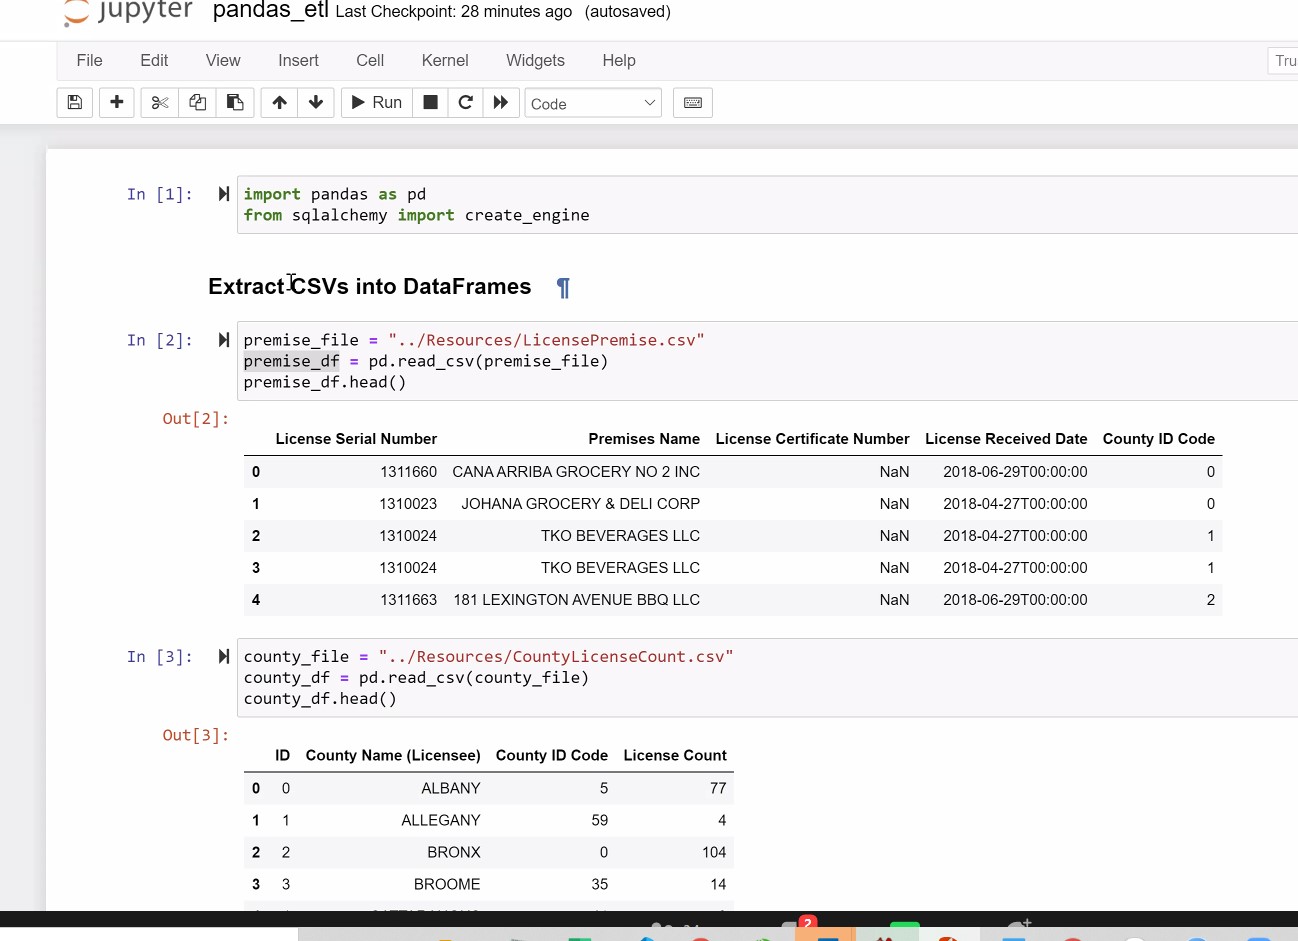 jupyter pandas_etl Last Checkpoint: 28 minutes ago (autosaved)
File Edit View Insert Cell Kernel Widgets Help Tru
Run Code
In [1]: import pandas as pd
from sqlalchemy import create_engine
Extract CSVs into DataFrames ¶
In [2]: premise_file = "../Resources/LicensePremise.csv"
premise_df = pd.read_csv(premise_file)
premise_df.head()
Out[2]:
License Serial Number Premises Name License Certificate Number License Received Date County ID Code
0 1311660 CANA ARRIBA GROCERY NO 2 INC NaN 2018-06-29T00:00:00 0
1 1310023 JOHANA GROCERY & DELI CORP NaN 2018-04-27T00:00:00 0
2 1310024 TKO BEVERAGES LLC NaN 2018-04-27T00:00:00 1
3 1310024 TKO BEVERAGES LLC NaN 2018-04-27T00:00:00 1
4 1311663 181 LEXINGTON AVENUE BBQ LLC NaN 2018-06-29T00:00:00 2
In [3]: county_file = "../Resources/CountyLicenseCount.csv"
county_df = pd.read_csv(county_file)
county_df.head()
Out[3]:
ID County Name (Licensee) County ID Code License Count
0 0 ALBANY 5 77
1 1 ALLEGANY 59 4
2 2 BRONX 0 104
3 3 BROOME 35 14
2